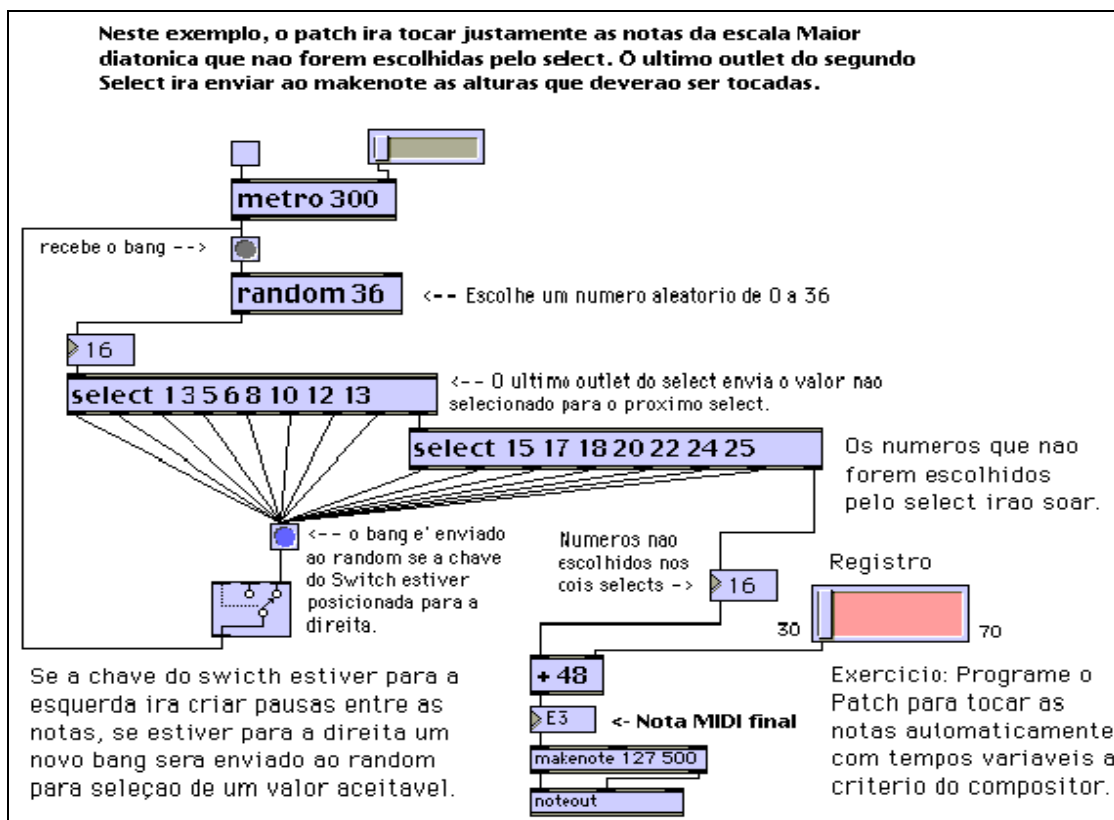 Neste exemplo, o patch ira tocar justamente as notas da escala Maior
diatonica que nao forem escolhidas pelo select. O ultimo outlet do segundo
Select ira enviar ao makenote as alturas que deverao ser tocadas.
metro 300
recebe o bang -->
random 36
<-- Escolhe um numero aleatorio de 0 a 36
16
select 1 3 5 6 8 10 12 13
<-- O ultimo outlet do select envia o valor nao
selecionado para o proximo select.
select 15 17 18 20 22 24 25
Os numeros que nao
forem escolhidos
pelo select irao soar.
<-- o bang e' enviado
ao random se a chave
do Switch estiver
posicionada para a
direita.
Numeros nao
escolhidos nos
cois selects ->
16
Registro
30
70
Se a chave do swicth estiver para a
esquerda ira criar pausas entre as
notas, se estiver para a direita um
novo bang sera enviado ao random
para seleçao de um valor aceitavel.
+ 48
E3
<- Nota MIDI final
makenote 127 500
noteout
Exercicio: Programe o
Patch para tocar as
notas automaticamente
com tempos variaveis a
criterio do compositor.